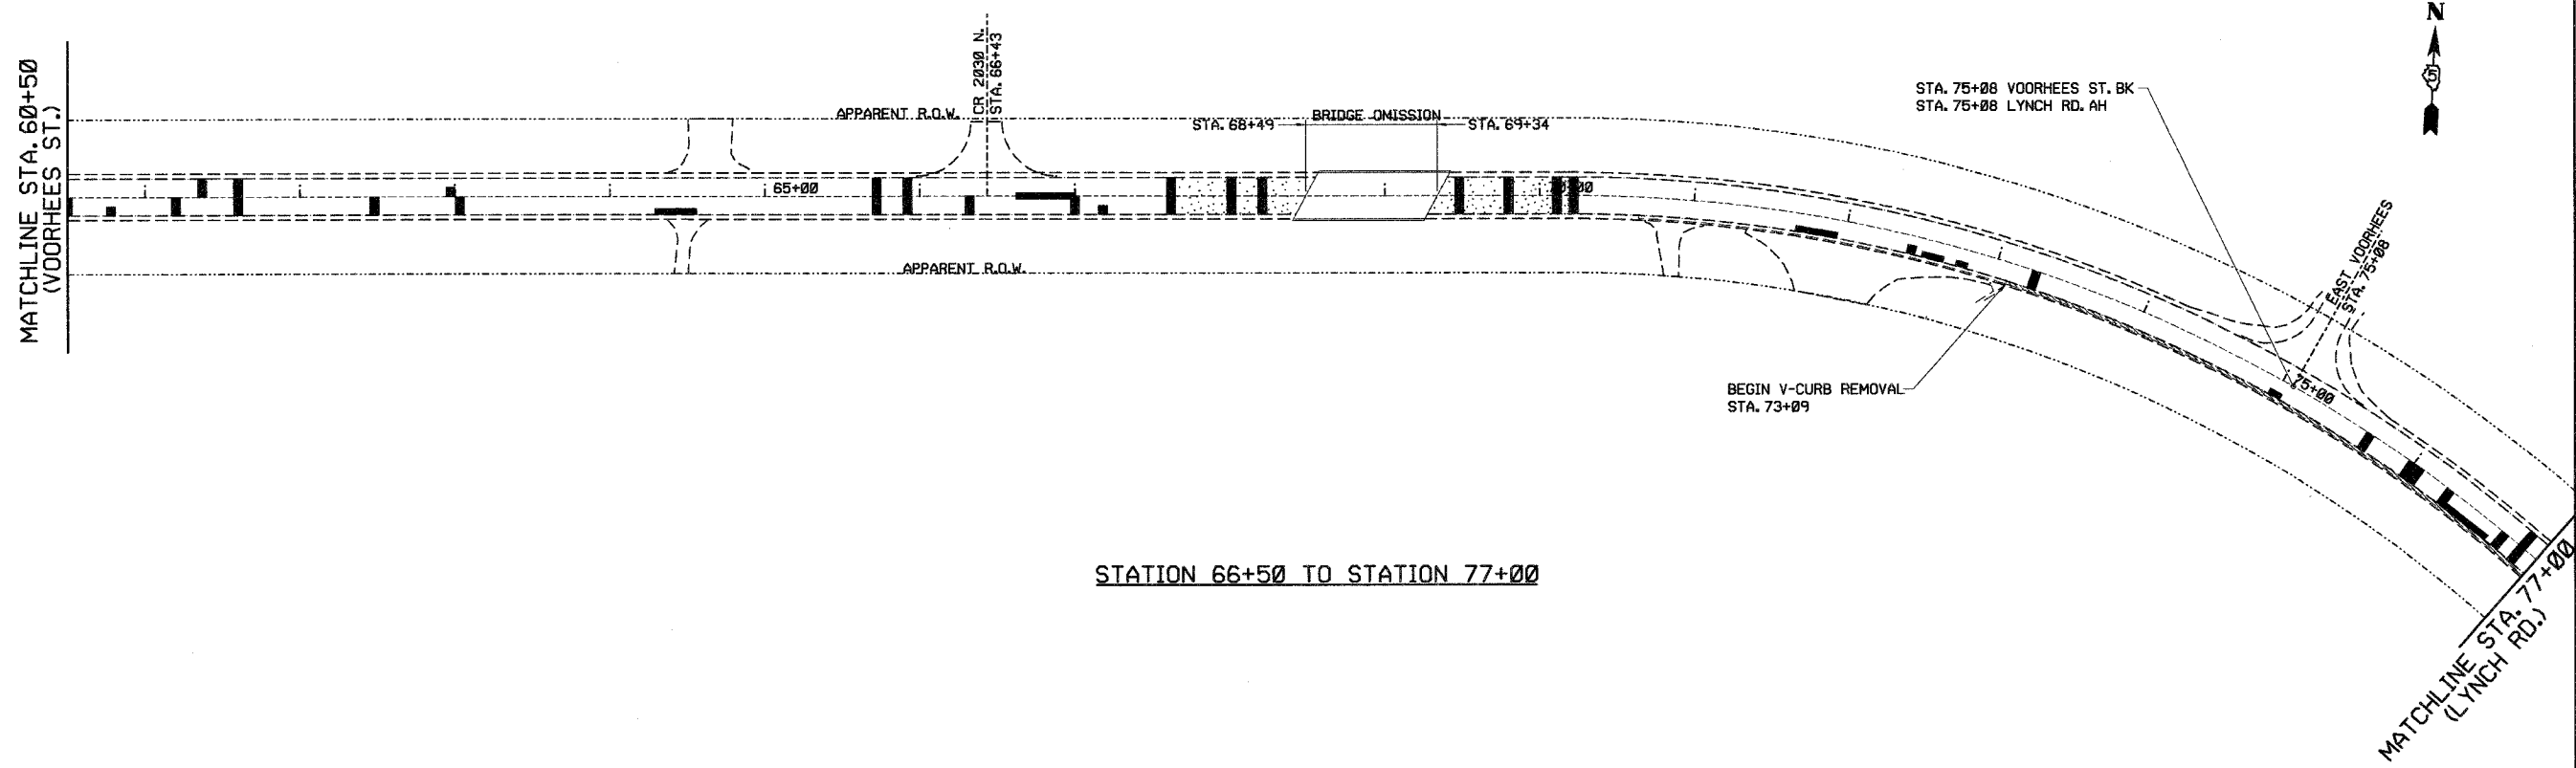 N
5
MATCHLINE STA. 60+50
(VOORHEES ST.)
APPARENT R.O.W.
CR 2030 N.
STA. 66+43
STA. 68+49
BRIDGE OMISSION
STA. 69+34
STA. 75+08 VOORHEES ST. BK
STA. 75+08 LYNCH RD. AH
65+00
EAST VOORHEES
STA. 75+08
APPARENT R.O.W.
BEGIN V-CURB REMOVAL
STA. 73+09
75+00
STATION 66+50 TO STATION 77+00
MATCHLINE STA. 77+00
(LYNCH RD.)